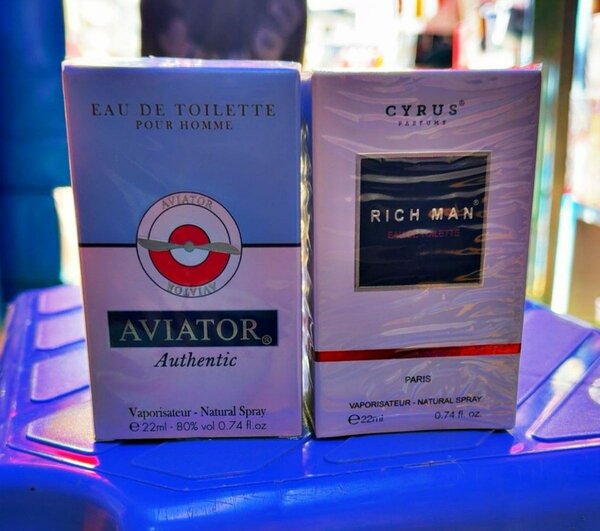 EAU DE TOILETTE
POUR HOMME
AVIATOR
AVIATOR
AVIATOR®
Authentic
Vaporisateur - Natural Spray
℮22ml - 80% vol 0.74 fl.oz
CYRUS®
PARFUMS
RICH MAN®
EAU DE TOILETTE
PARIS
VAPORISATEUR - NATURAL SPRAY
℮22ml 0.74 fl. oz.